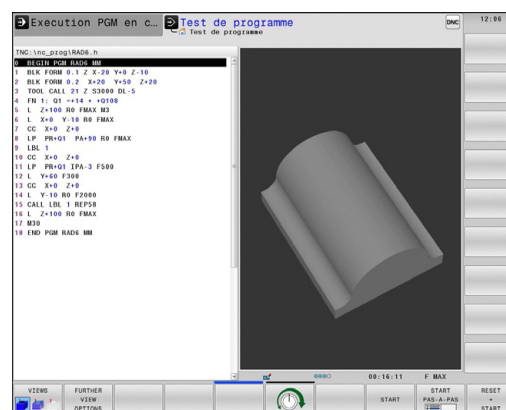 Execution PGM en c...
Test de programme
Test de programme
DNC
12:06
TNC:\nc_prog\RAD6.h
0 BEGIN PGM RAD6 MM
1 BLK FORM 0.1 Z X-20 Y+0 Z-10
2 BLK FORM 0.2 X+20 Y+50 Z+20
3 TOOL CALL 21 Z S3000 DL-5
4 FN 1: Q1 =+14 + +Q108
5 L Z+100 R0 FMAX M3
6 L X+0 Y-10 R0 FMAX
7 CC X+0 Z+0
8 LP PR+Q1 PA+90 R0 FMAX
9 LBL 1
10 CC X+0 Z+0
11 LP PR+Q1 IPA-3 F500
12 L Y+60 F300
13 CC X+0 Z+0
14 L Y-10 R0 F2000
15 CALL LBL 1 REP58
16 L Z+100 R0 FMAX
17 M30
18 END PGM RAD6 MM
00:16:11 F MAX
VIEWS
FURTHER
VIEW
OPTIONS
START
START
PAS-A-PAS
RESET
+
START